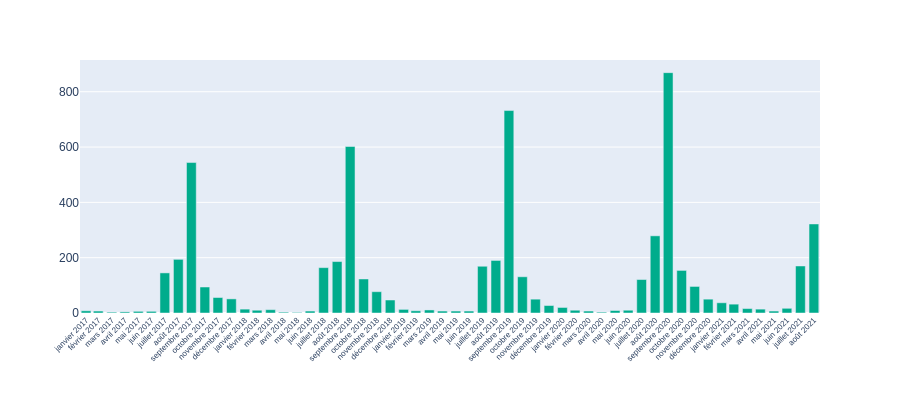 800
600
400
200
0
janvier 2017
février 2017
mars 2017
avril 2017
mai 2017
juin 2017
juillet 2017
août 2017
septembre 2017
octobre 2017
novembre 2017
décembre 2017
janvier 2018
février 2018
mars 2018
avril 2018
mai 2018
juin 2018
juillet 2018
août 2018
septembre 2018
octobre 2018
novembre 2018
décembre 2018
janvier 2019
février 2019
mars 2019
avril 2019
mai 2019
juin 2019
juillet 2019
août 2019
septembre 2019
octobre 2019
novembre 2019
décembre 2019
janvier 2020
février 2020
mars 2020
avril 2020
mai 2020
juin 2020
juillet 2020
août 2020
septembre 2020
octobre 2020
novembre 2020
décembre 2020
janvier 2021
février 2021
mars 2021
avril 2021
mai 2021
juin 2021
juillet 2021
août 2021